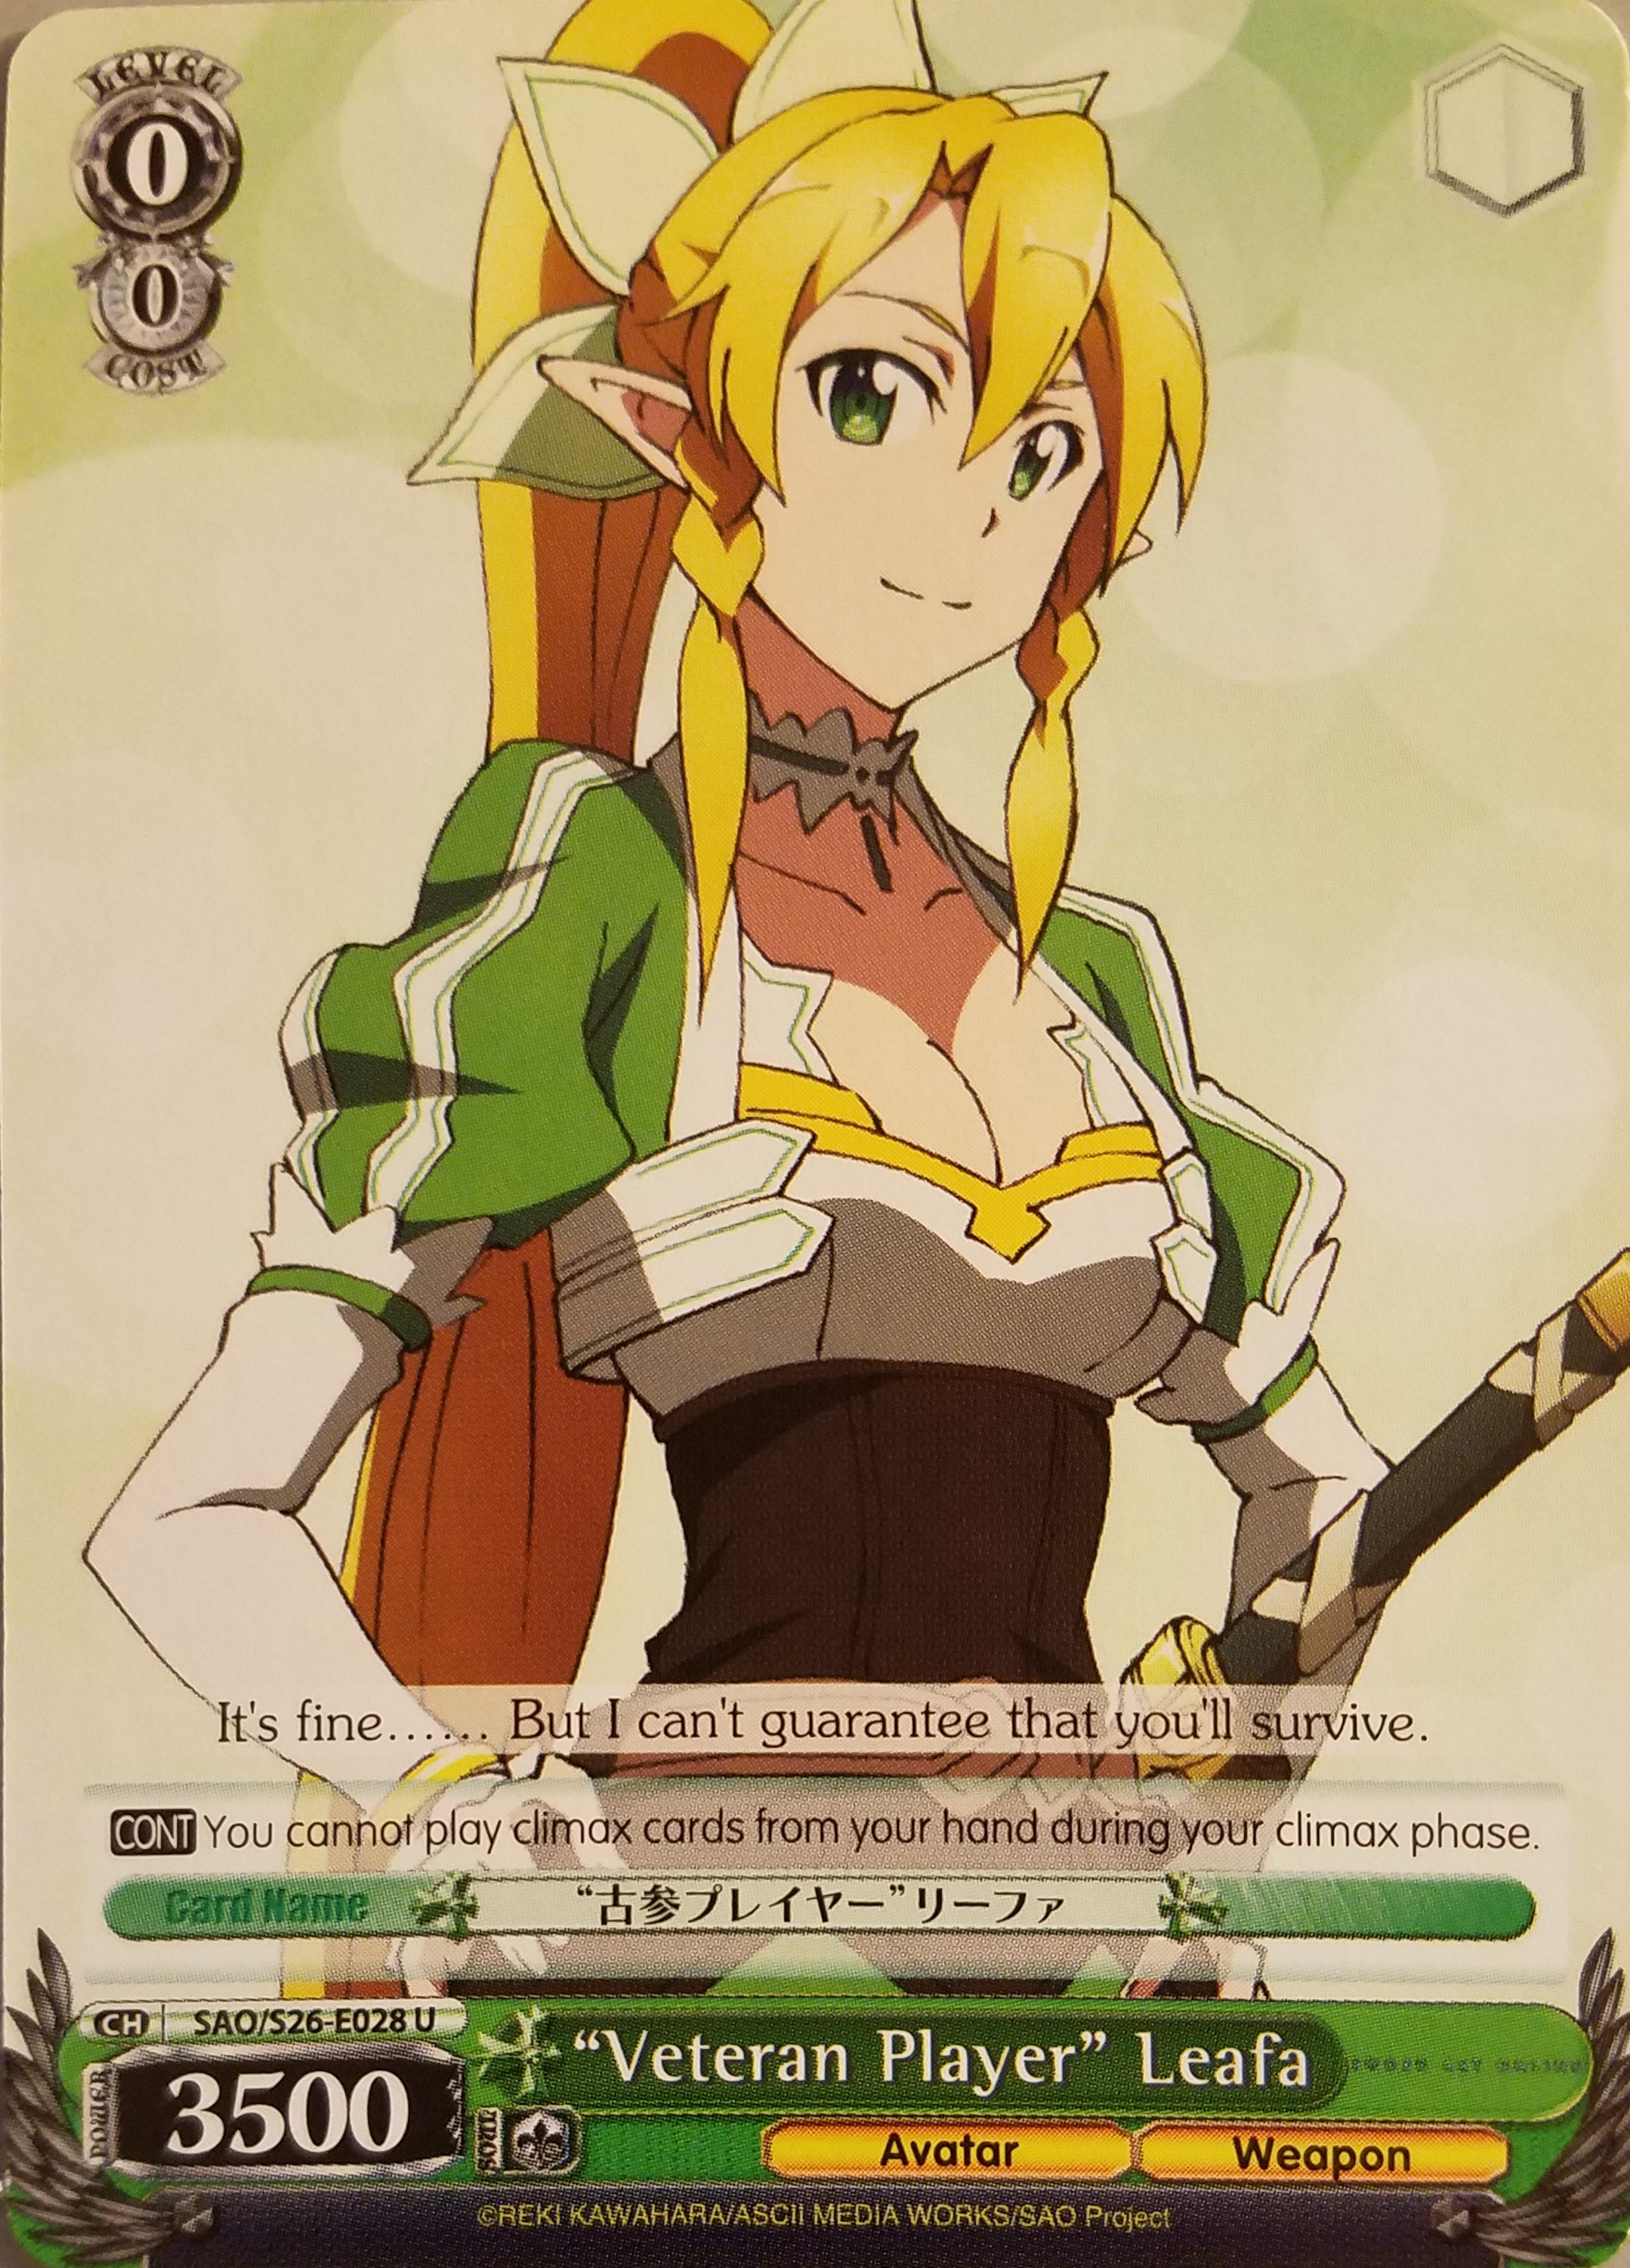 LEVEL
0
0
COST
It's fine…… But I can't guarantee that you'll survive.
CONT You cannot play climax cards from your hand during your climax phase.
Card Name “古参プレイヤー”リーファ
CH SAO/S26-E028 U
“Veteran Player” Leafa
POWER 3500
SOUL
Avatar Weapon
©REKI KAWAHARA/ASCII MEDIA WORKS/SAO Project